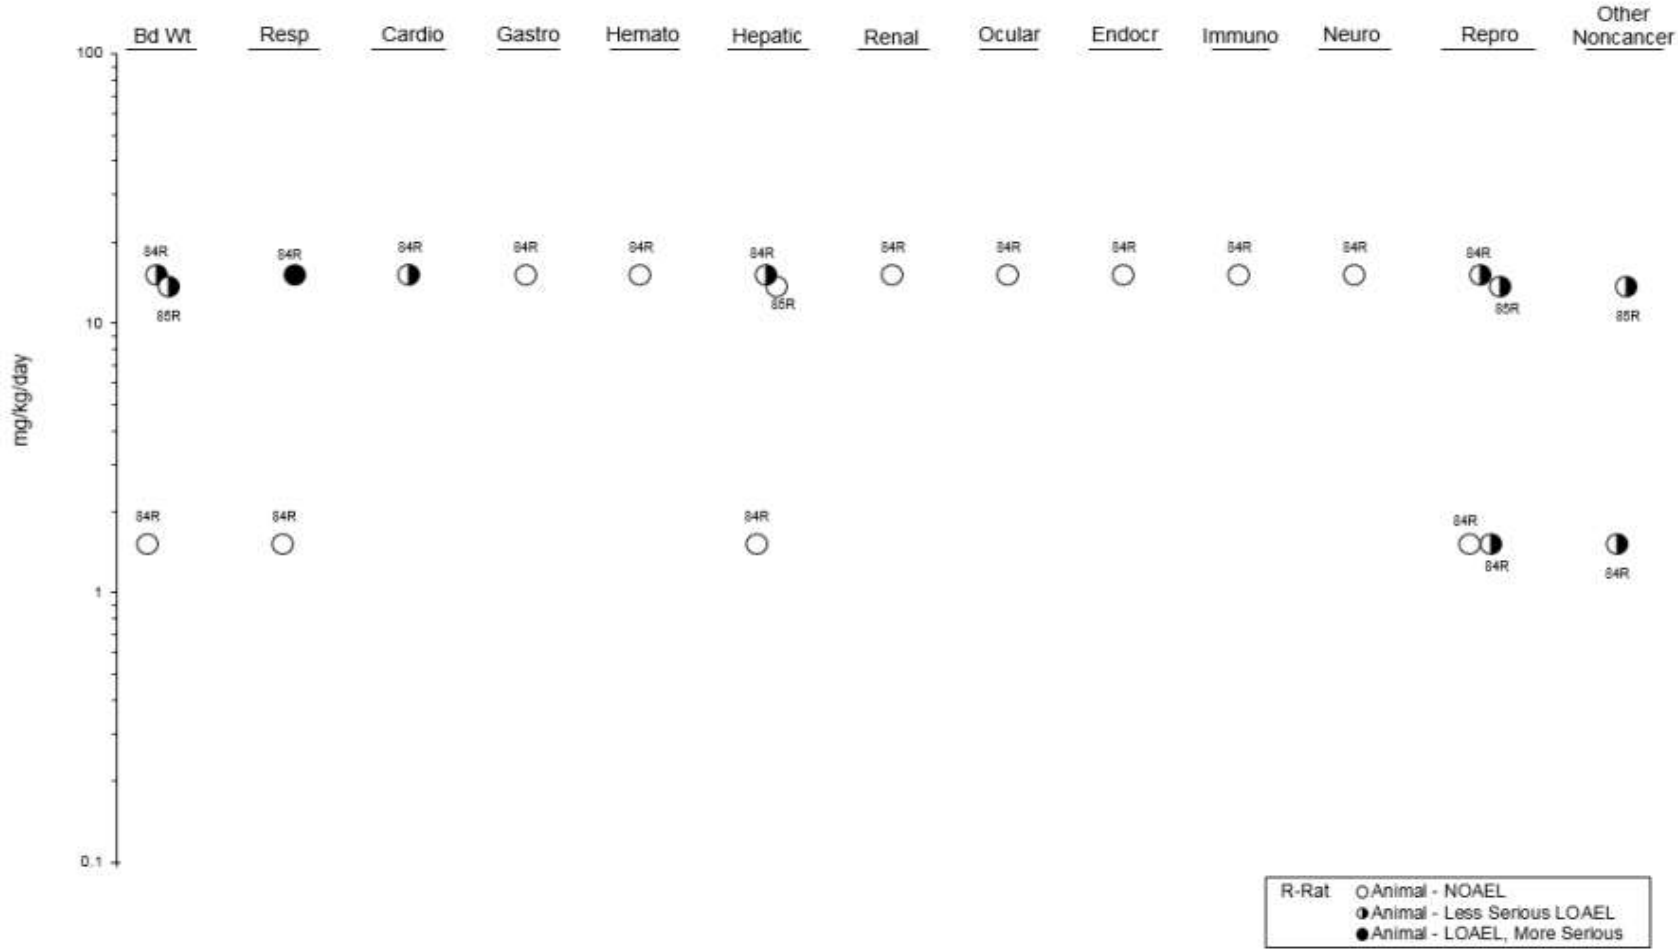 Other
Bd Wt Resp Cardio Gastro Hemato Hepatic Renal Ocular Endocr Immuno Neuro Repro Noncancer
100
84R 84R 84R 84R 84R 84R 84R 84R 84R 84R 84R 84R
85R 85R 85R 85R
10
mg/kg/day
84R 84R 84R 84R
84R 84R
1
0.1
R-Rat Animal - NOAEL
Animal - Less Serious LOAEL
Animal - LOAEL, More Serious